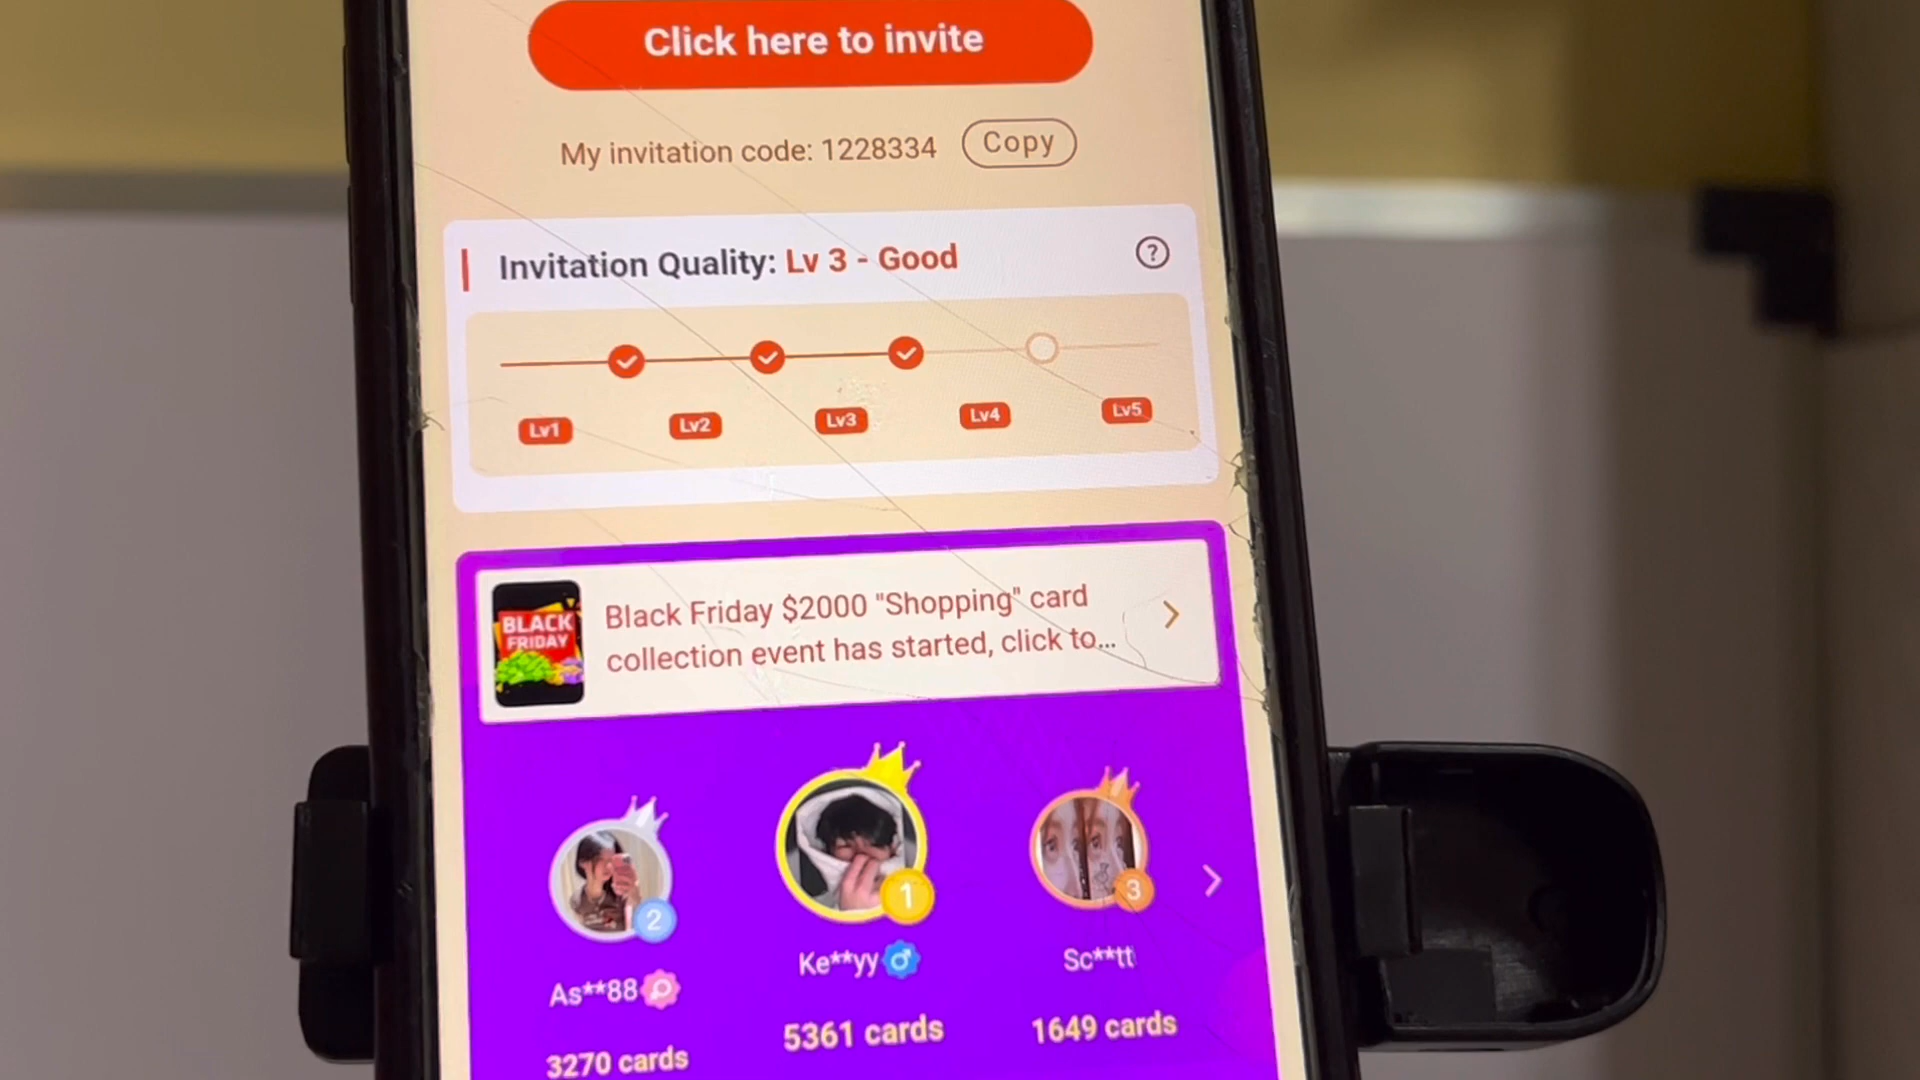 Click here to invite
My invitation code: 1228334 Copy
Invitation Quality: Lv 3 - Good ?
Lv1 Lv2 Lv3 Lv4 Lv5
BLACK
FRIDAY
Black Friday $2000 "Shopping" card
collection event has started, click to...
2 1 3
As**88 Ke**yy Sc**tt
3270 cards 5361 cards 1649 cards